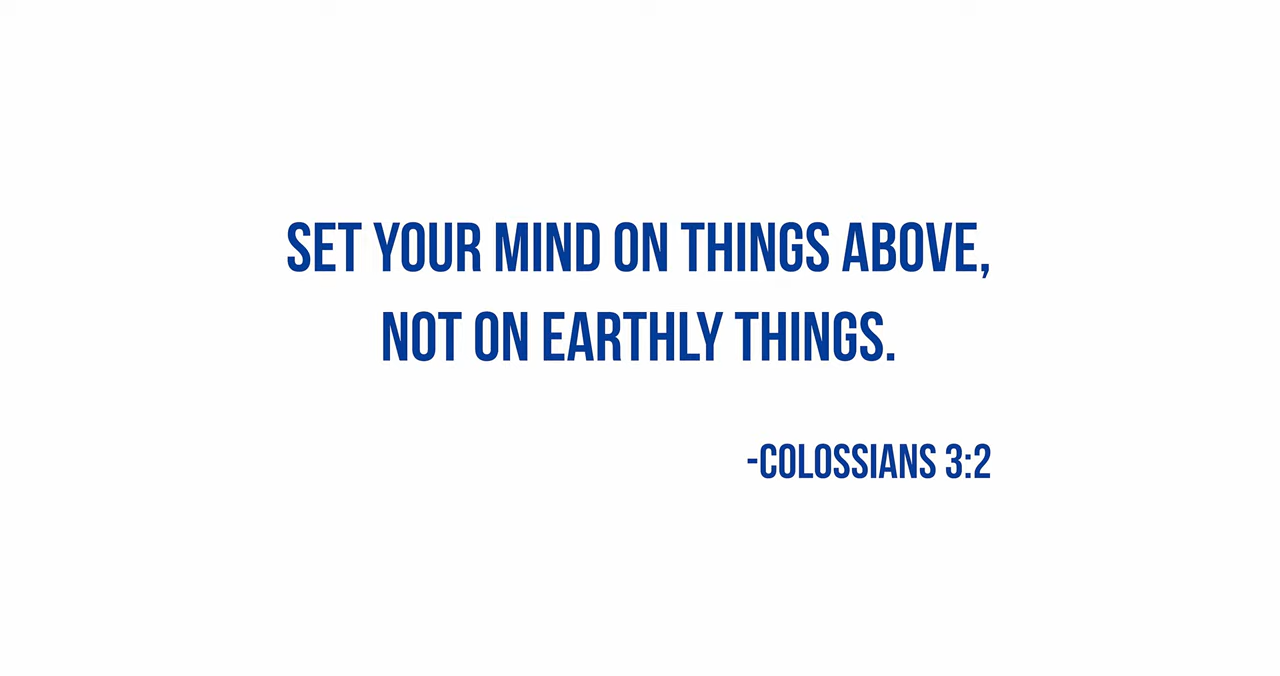 SET YOUR MIND ON THINGS ABOVE,
NOT ON EARTHLY THINGS.
-COLOSSIANS 3:2